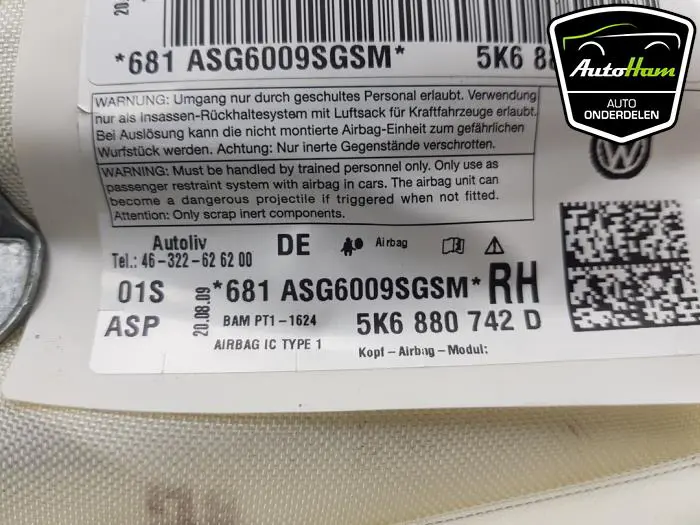 *681 ASG6009SGSM*
5K6 88
AutoHam
AUTO
ONDERDELEN
WARNUNG: Umgang nur durch geschultes Personal erlaubt. Verwendung
nur als Insassen-Rückhaltesystem mit Luftsack für Kraftfahrzeuge erlaubt.
Bei Auslösung kann die nicht montierte Airbag-Einheit zum gefährlichen
Wurfstück werden. Achtung: Nur inerte Gegenstände verschrotten.
WARNING: Must be handled by trained personnel only. Only use as
passenger restraint system with airbag in cars. The airbag unit can
become a dangerous projectile if triggered when not fitted.
Attention: Only scrap inert components.
Autoliv
DE
Airbag
Tel.: 46-322-62 62 00
01S
20.08.09
*681 ASG6009SGSM*
RH
ASP
BAM PT1-1624
5K6 880 742 D
AIRBAG IC TYPE 1
Kopf-Airbag-Modul: